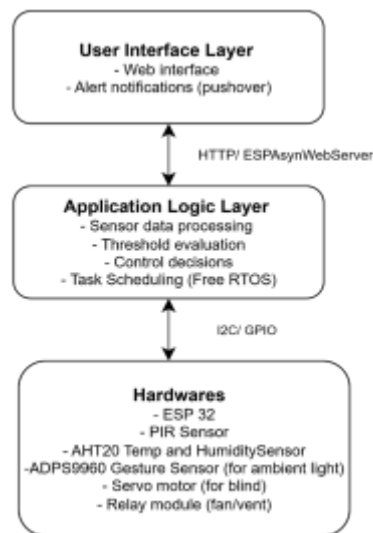 User Interface Layer
- Web interface
- Alert notifications (pushover)
HTTP/ ESPAsynWebServer
Application Logic Layer
- Sensor data processing
- Threshold evaluation
- Control decisions
- Task Scheduling (Free RTOS)
I2C/ GPIO
Hardwares
- ESP 32
- PIR Sensor
- AHT20 Temp and HumiditySensor
-ADPS9960 Gesture Sensor (for ambient light)
- Servo motor (for blind)
- Relay module (fan/vent)